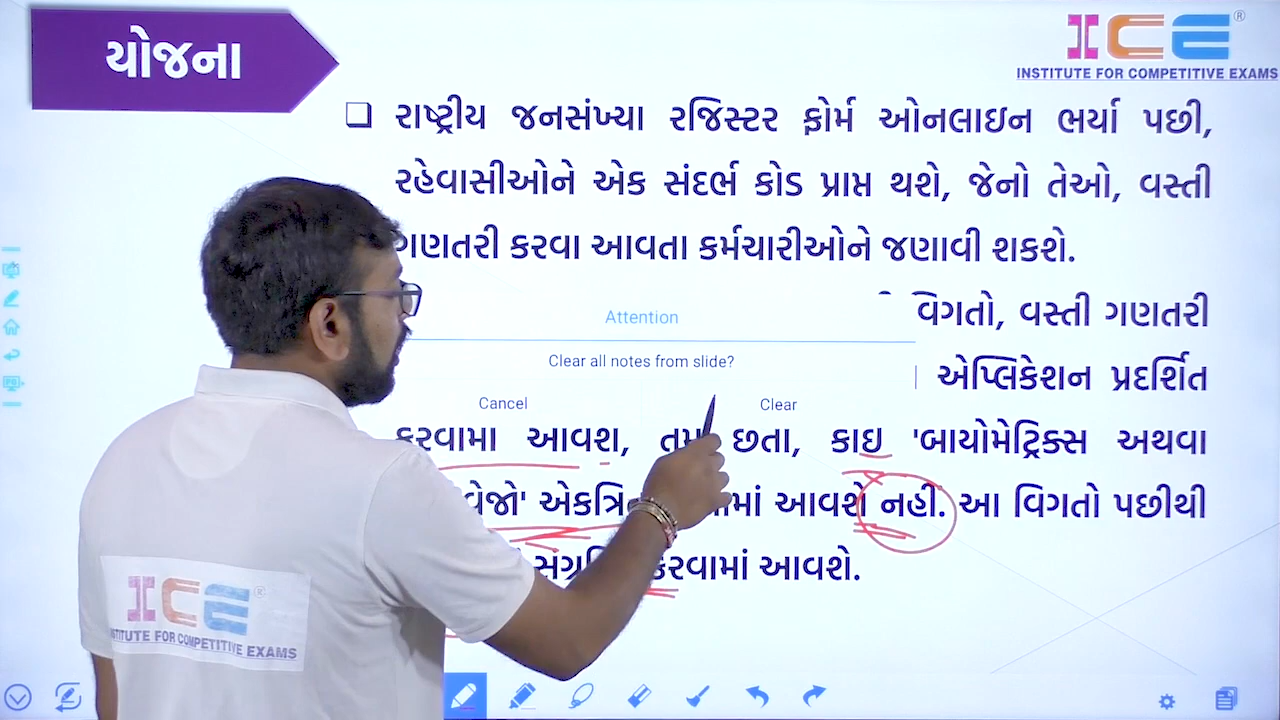 યોજના
ICE
INSTITUTE FOR COMPETITIVE EXAMS
❑ રાષ્ટ્રીય જનસંખ્યા રજિસ્ટર ફોર્મ ઓનલાઇન ભર્યા પછી,
રહેવાસીઓને એક સંદર્ભ કોડ પ્રાપ્ત થશે, જેનો તેઓ, વસ્તી
ગણતરી કરવા આવતા કર્મચારીઓને જણાવી શકશે.
વિગતો, વસ્તી ગણતરી
Attention
Clear all notes from slide?
એપ્લિકેશન પ્રદર્શિત
Cancel Clear
કરવામા આવશ, છતા, કાઇ 'બાયોમેટ્રિક્સ અથવા
આવશે નહી. આ વિગતો પછીથી
કરવામાં આવશે.
ICE
INSTITUTE FOR COMPETITIVE EXAMS